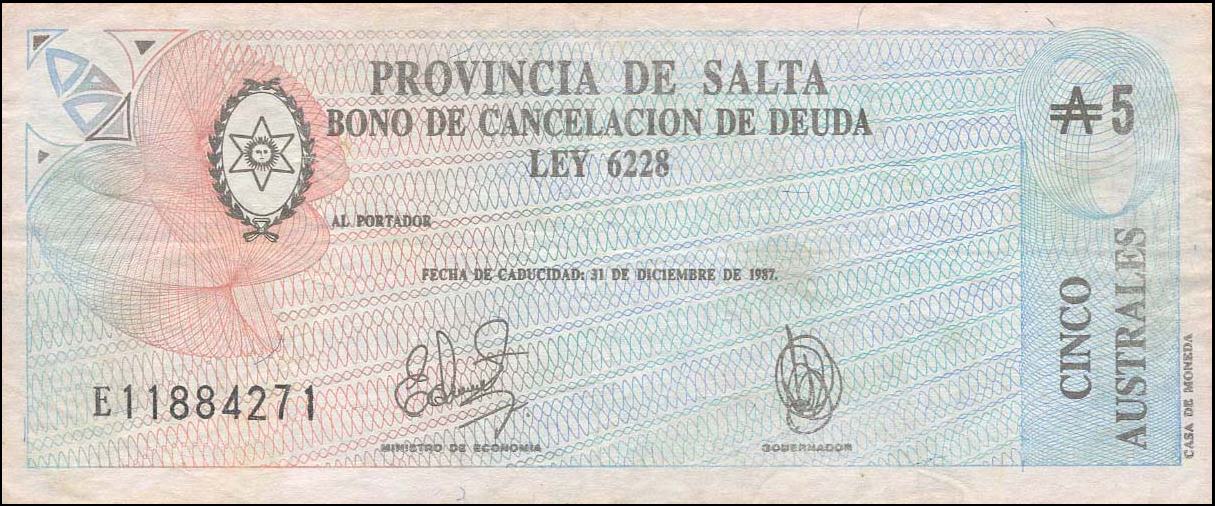 PROVINCIA DE SALTA
BONO DE CANCELACION DE DEUDA
LEY 6228
₳ 5
AL PORTADOR
FECHA DE CADUCIDAD: 31 DE DICIEMBRE DE 1987.
E11884271
MINISTRO DE ECONOMIA
GOBERNADOR
CINCO
AUSTRALES
CASA DE MONEDA